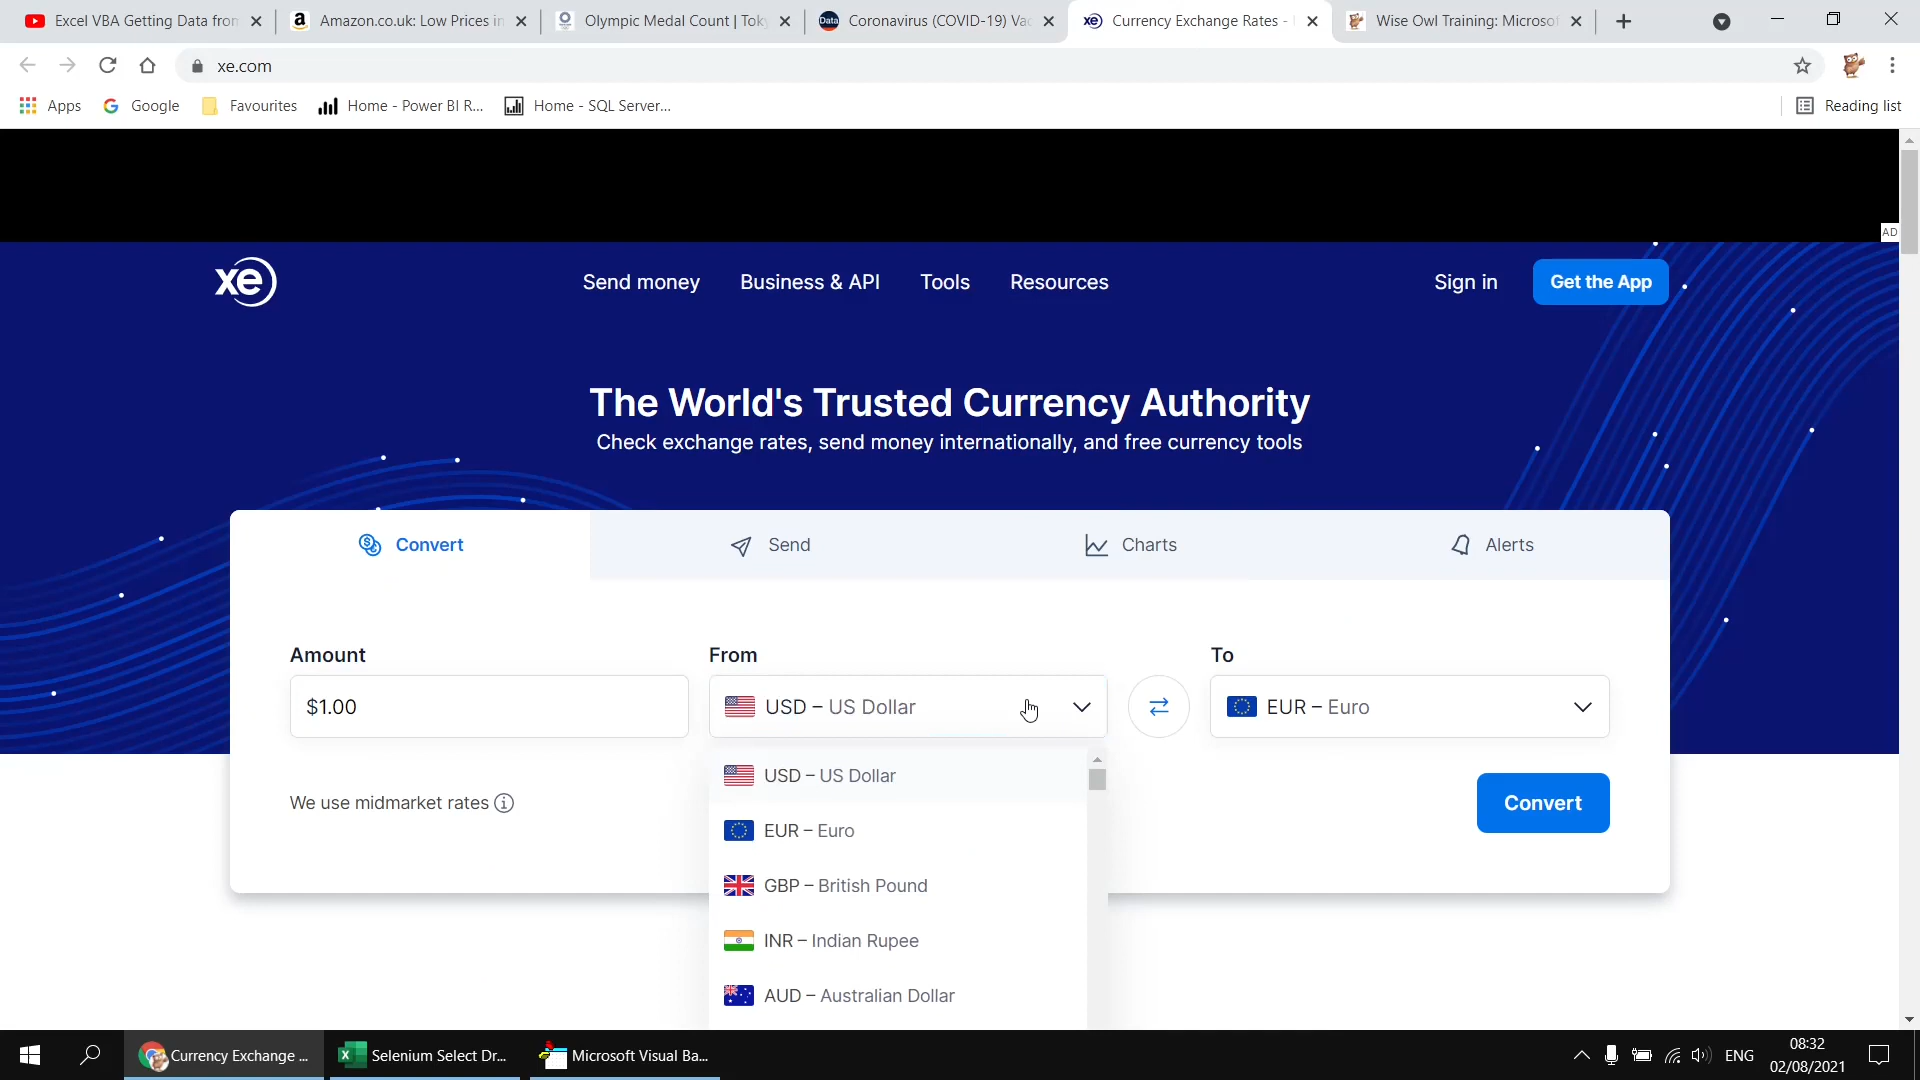 Excel VBA Getting Data from
Amazon.co.uk: Low Prices in
Olympic Medal Count | Tok
Data
Coronavirus (COVID-19) Vac
xe
Currency Exchange Rates -
Wise Owl Training: Microsof
xe.com
Apps
Google
Favourites
Home - Power BI R...
Home - SQL Server...
Reading list
AD
xe
Send money
Business & API
Tools
Resources
Sign in
Get the App
The World's Trusted Currency Authority
Check exchange rates, send money internationally, and free currency tools
Convert
Send
Charts
Alerts
Amount
From
To
$1.00
USD – US Dollar
EUR – Euro
USD – US Dollar
We use midmarket rates
Convert
EUR – Euro
GBP – British Pound
INR – Indian Rupee
AUD – Australian Dollar
Currency Exchange ...
Selenium Select Dr...
Microsoft Visual Ba...
ENG
08:32
02/08/2021